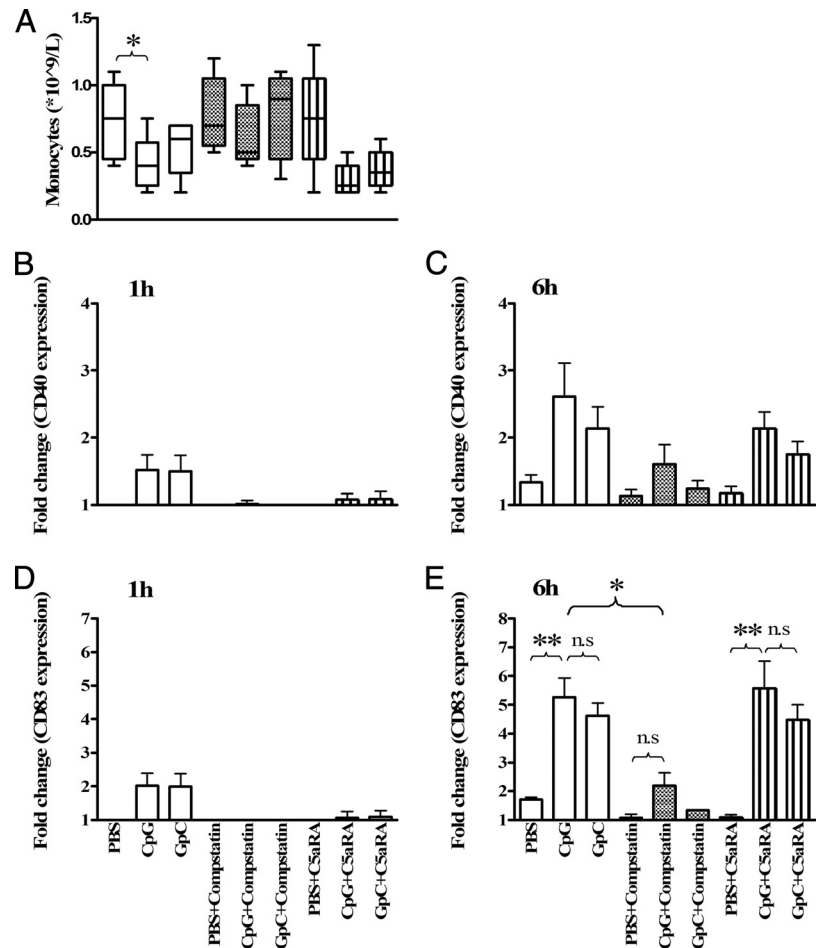 A
Monocytes (*10^9/L)
1.5
1.0
0.5
0.0
*
B
1h
Fold change (CD40 expression)
4
3
2
1
C
6h
Fold change (CD40 expression)
4
3
2
1
D
1h
Fold change (CD83 expression)
7
6
5
4
3
2
1
PBS
CpG
GpC
PBS+Compstatin
CpG+Compstatin
GpC+Compstatin
PBS+C5aRA
CpG+C5aRA
GpC+C5aRA
E
6h
Fold change (CD83 expression)
8
7
6
5
4
3
2
1
*
** n.s
n.s
** n.s
PBS
CpG
GpC
PBS+Compstatin
CpG+Compstatin
GpC+Compstatin
PBS+C5aRA
CpG+C5aRA
GpC+C5aRA